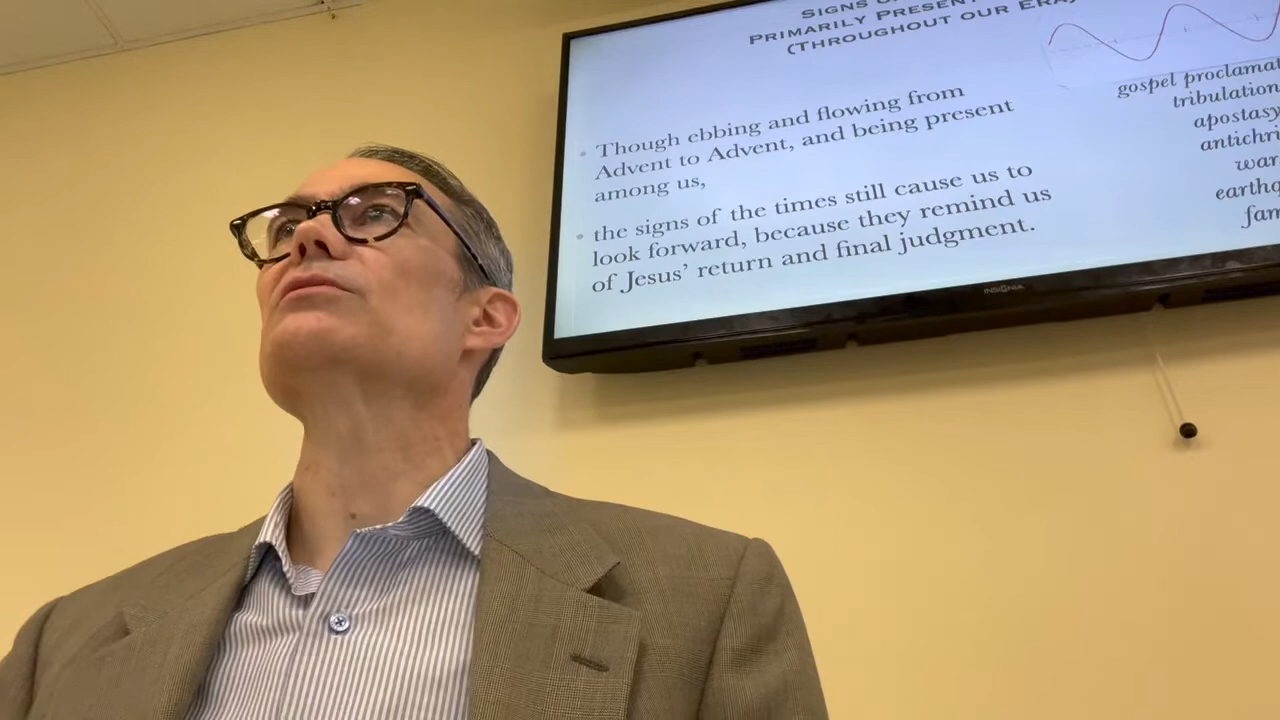 SIGNS
PRIMARILY PRESENT
(THROUGHOUT OUR ERA)
Though ebbing and flowing from
Advent to Advent, and being present
among us,
the signs of the times still cause us to
look forward, because they remind us
of Jesus' return and final judgment.
gospel proclamat
tribulation
apostasy
antichri
war
earthq
fam
INSIGNIA